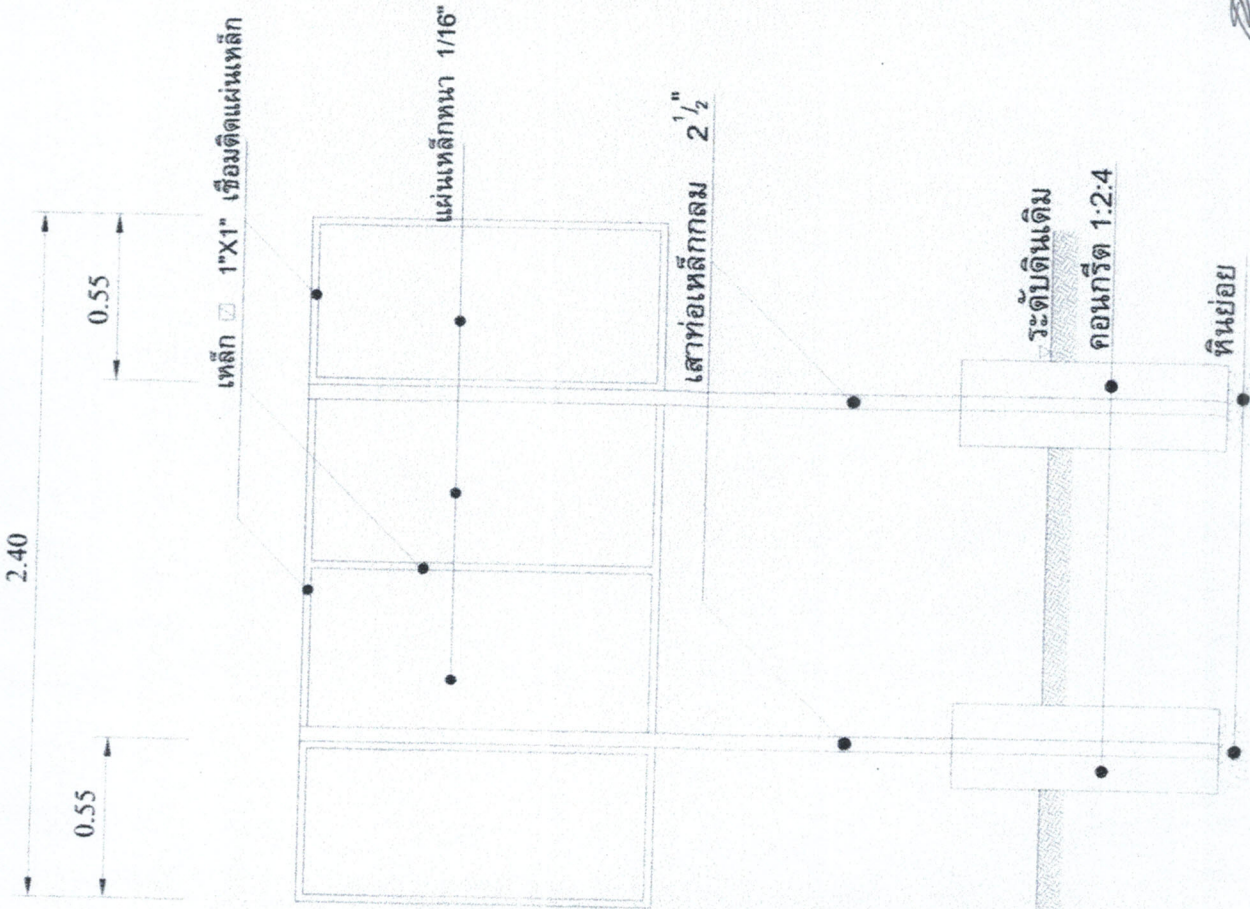 2.40
0.55
0.55
เหล็ก ☐ 1"X1" เชื่อมติดแผ่นเหล็ก
แผ่นเหล็กหนา 1/16"
เสาท่อเหล็กกลม 2 1/2"
ระดับดินเดิม
คอนกรีต 1:2:4
หินย่อย